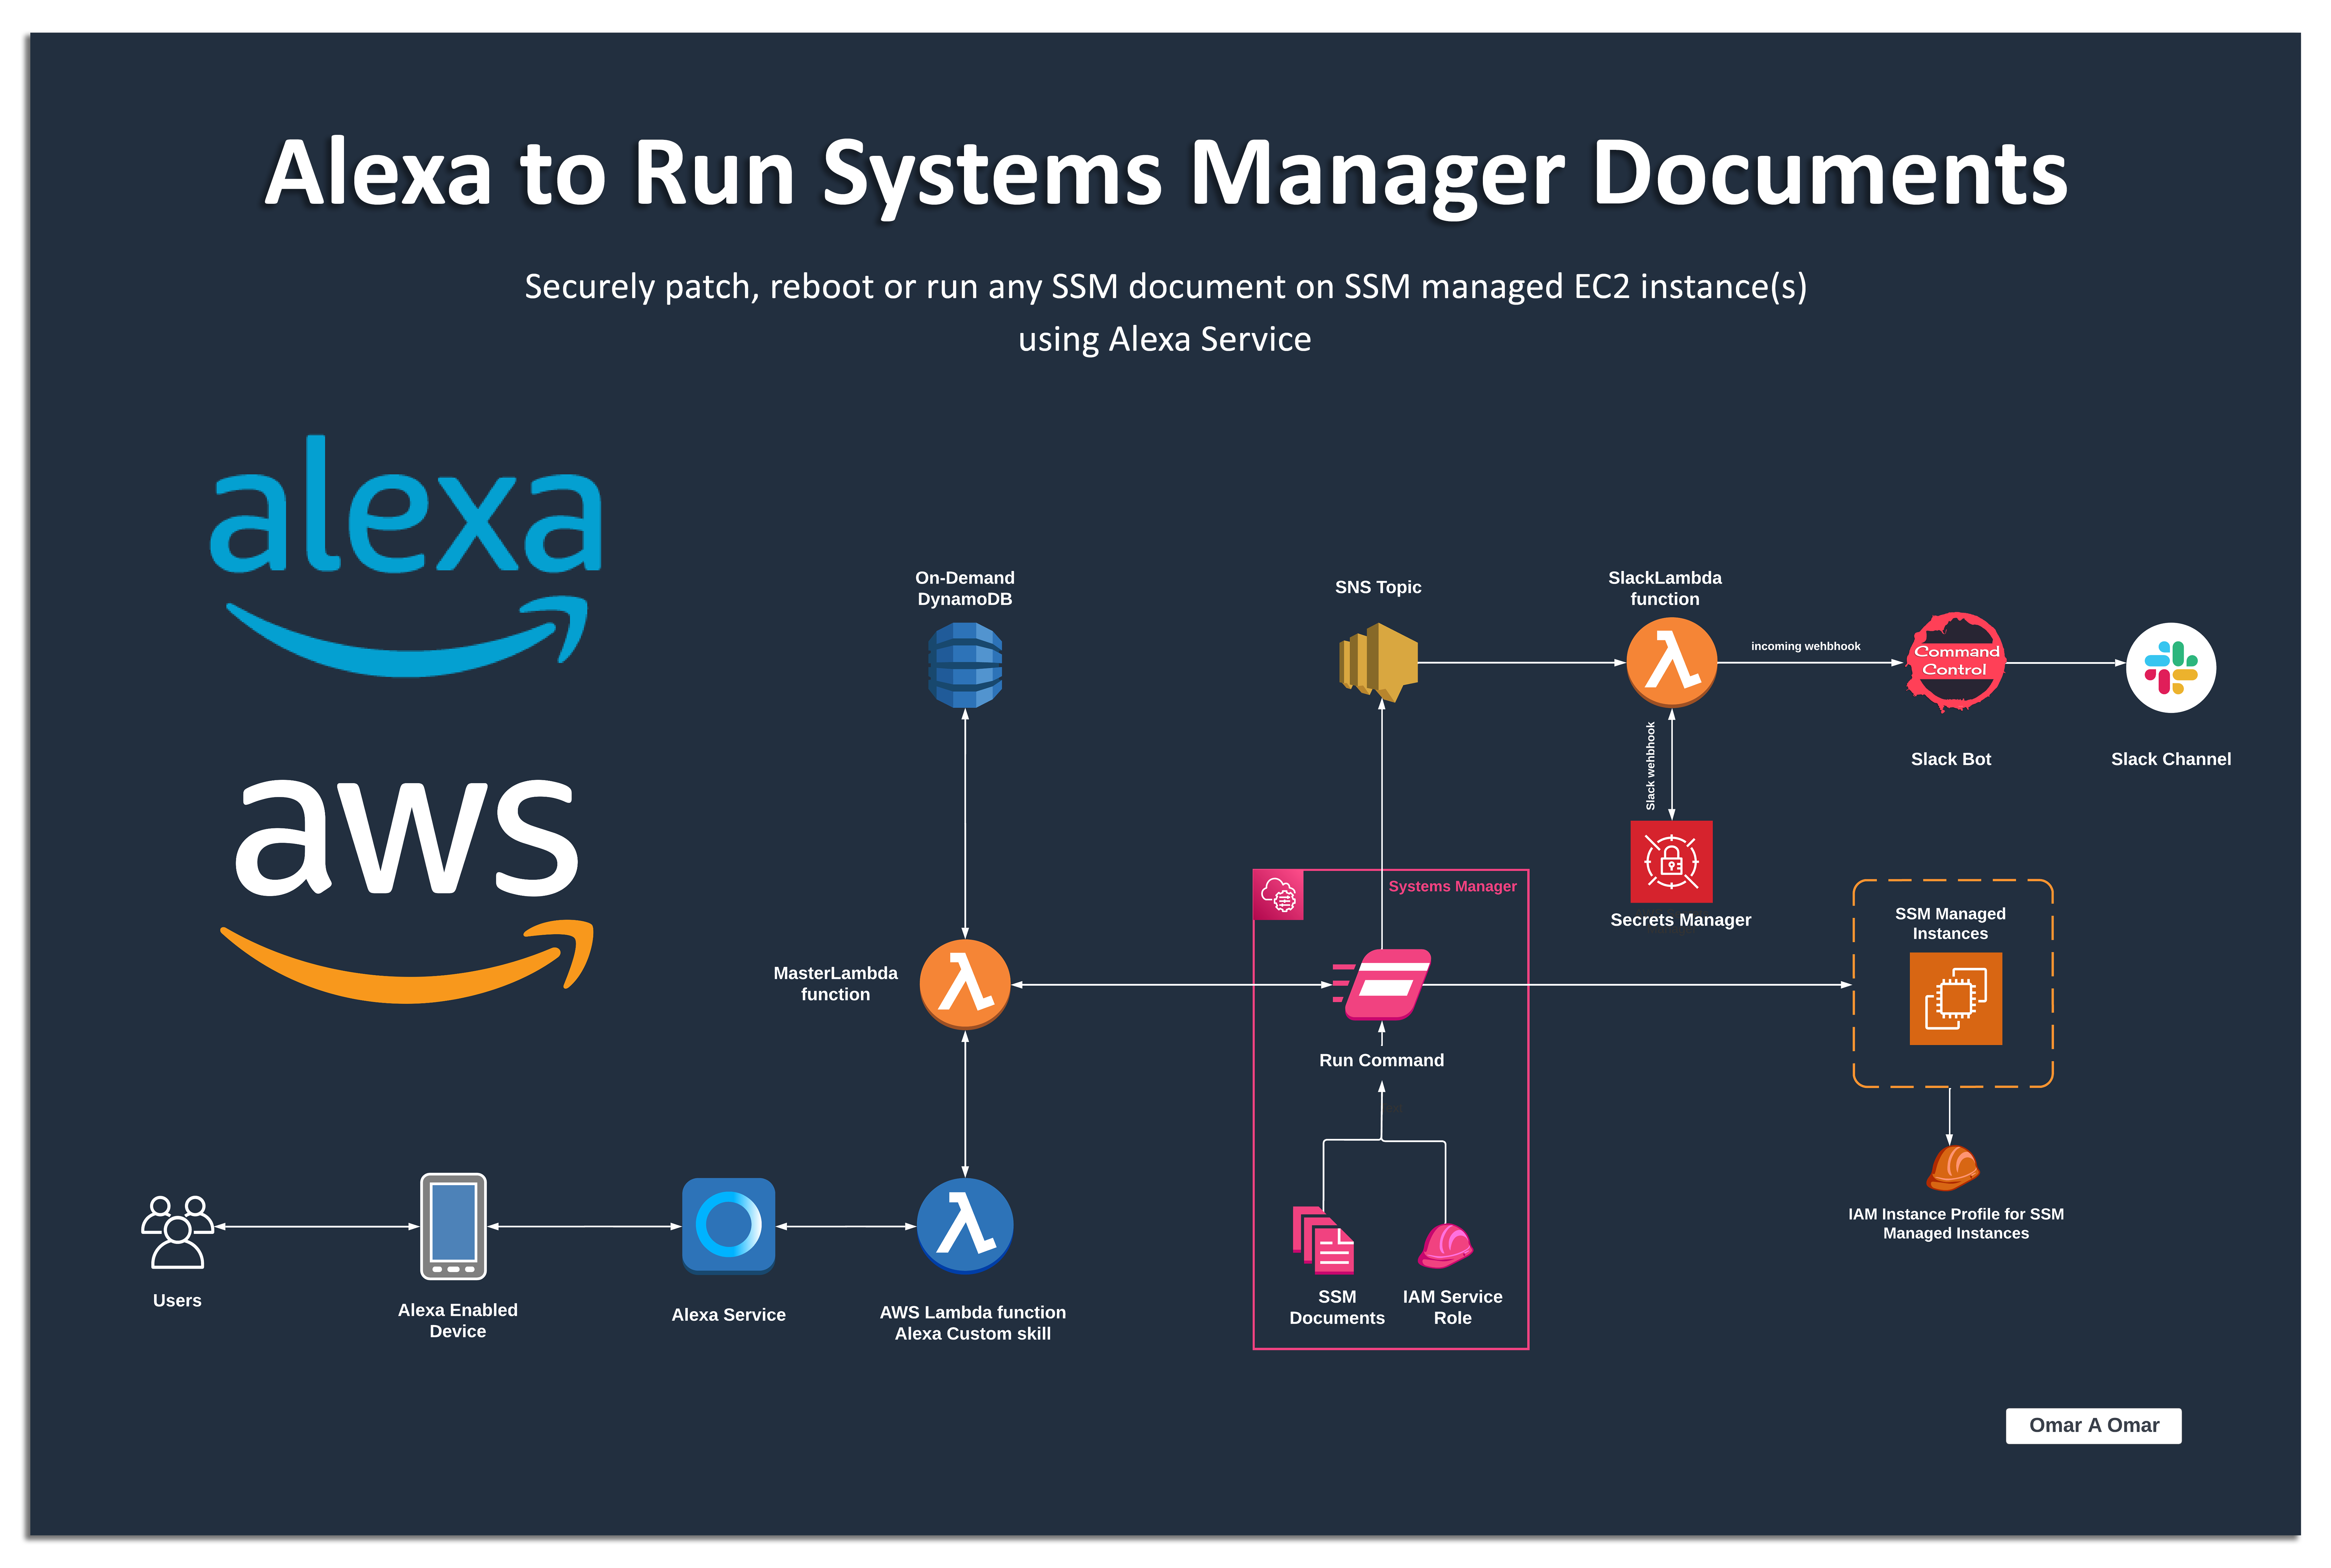 Alexa to Run Systems Manager Documents
Securely patch, reboot or run any SSM document on SSM managed EC2 instance(s)
using Alexa Service
alexa
aws
On-Demand
DynamoDB
SNS Topic
SlackLambda
function
incoming wehbhook
Command
Control
Slack Bot
Slack Channel
Slack wehbhook
Secrets Manager
Systems Manager
SSM Managed
Instances
MasterLambda
function
Run Command
IAM Instance Profile for SSM
Managed Instances
Users
Alexa Enabled
Device
Alexa Service
AWS Lambda function
Alexa Custom skill
SSM
Documents
IAM Service
Role
Omar A Omar